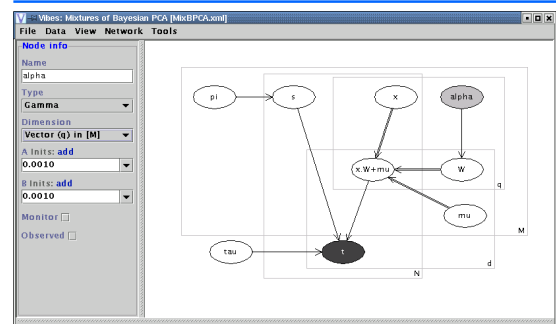 Vibes: Mixtures of Bayesian PCA [MixBPCA.xml]
File Data View Network Tools
Node info
Name
alpha
Type
Gamma
Dimension
Vector (q) in [M]
A Inits: add
0.0010
B Inits: add
0.0010
Monitor
Observed
pi
s
x
alpha
x.W+mu
W
q
mu
M
tau
t
d
N